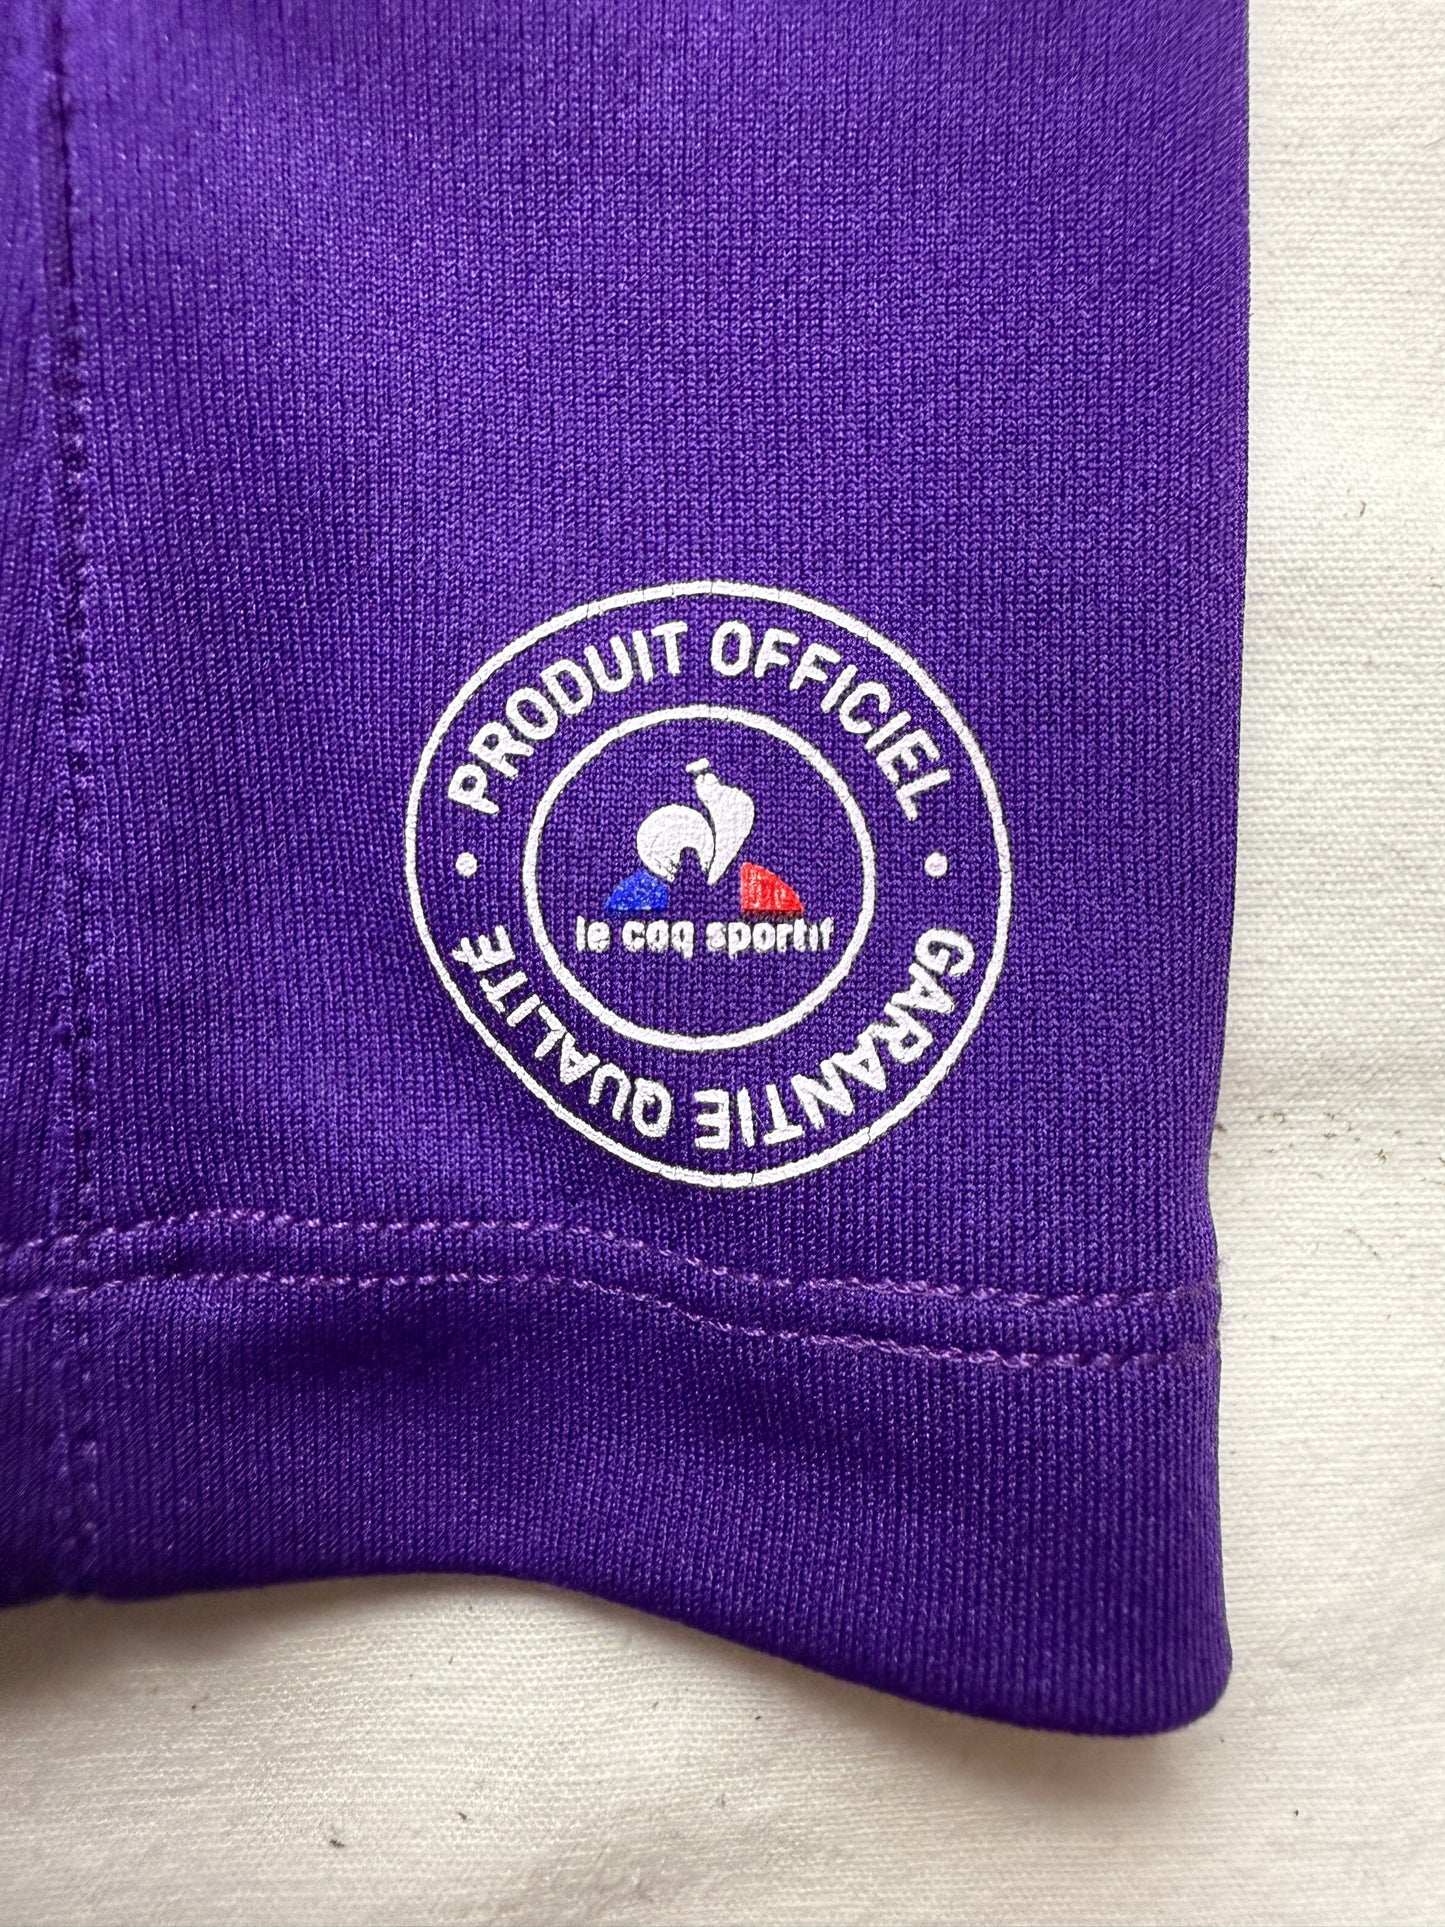 PRODUIT OFFICIEL
le coq sportif
GARANTIE QUALITÉ